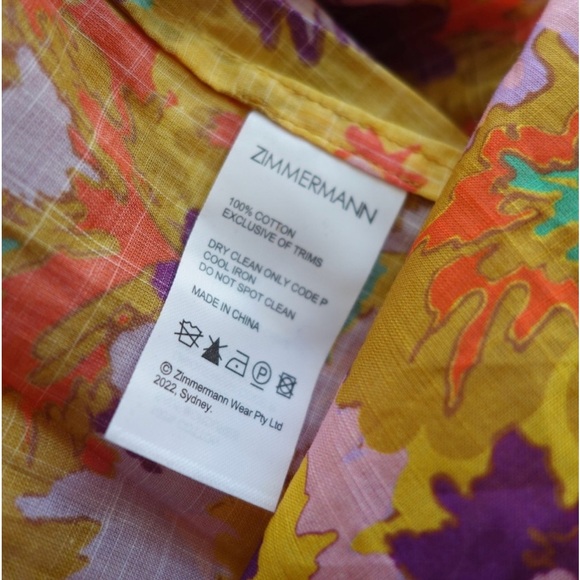 ZIMMERMANN
100% COTTON
EXCLUSIVE OF TRIMS
DRY CLEAN ONLY CODE P
COOL IRON
DO NOT SPOT CLEAN
MADE IN CHINA
P
© Zimmermann Wear Pty Ltd
2022, Sydney.